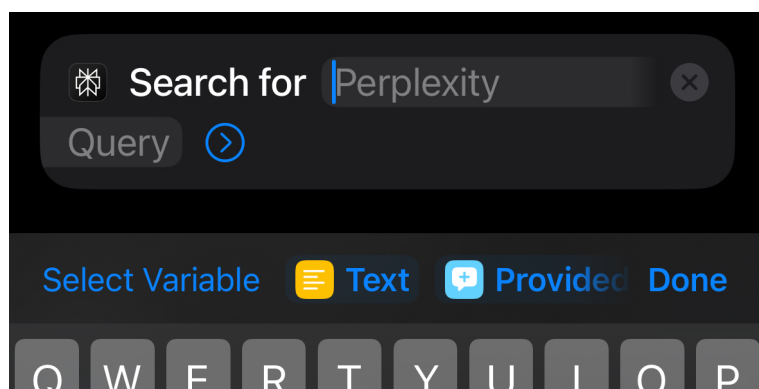 Search for Perplexity
Query
Select Variable Text Provided Done
Q W E R T Y U I O P